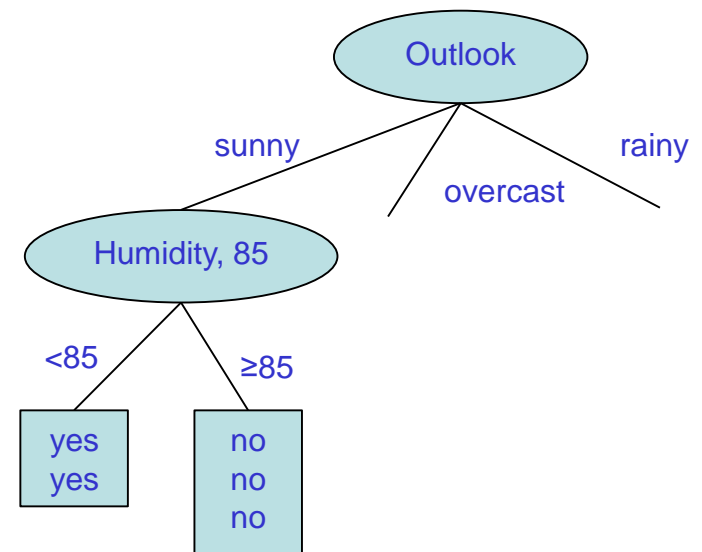 Outlook
sunny
rainy
overcast
Humidity, 85
<85
≥85
yes
yes
no
no
no